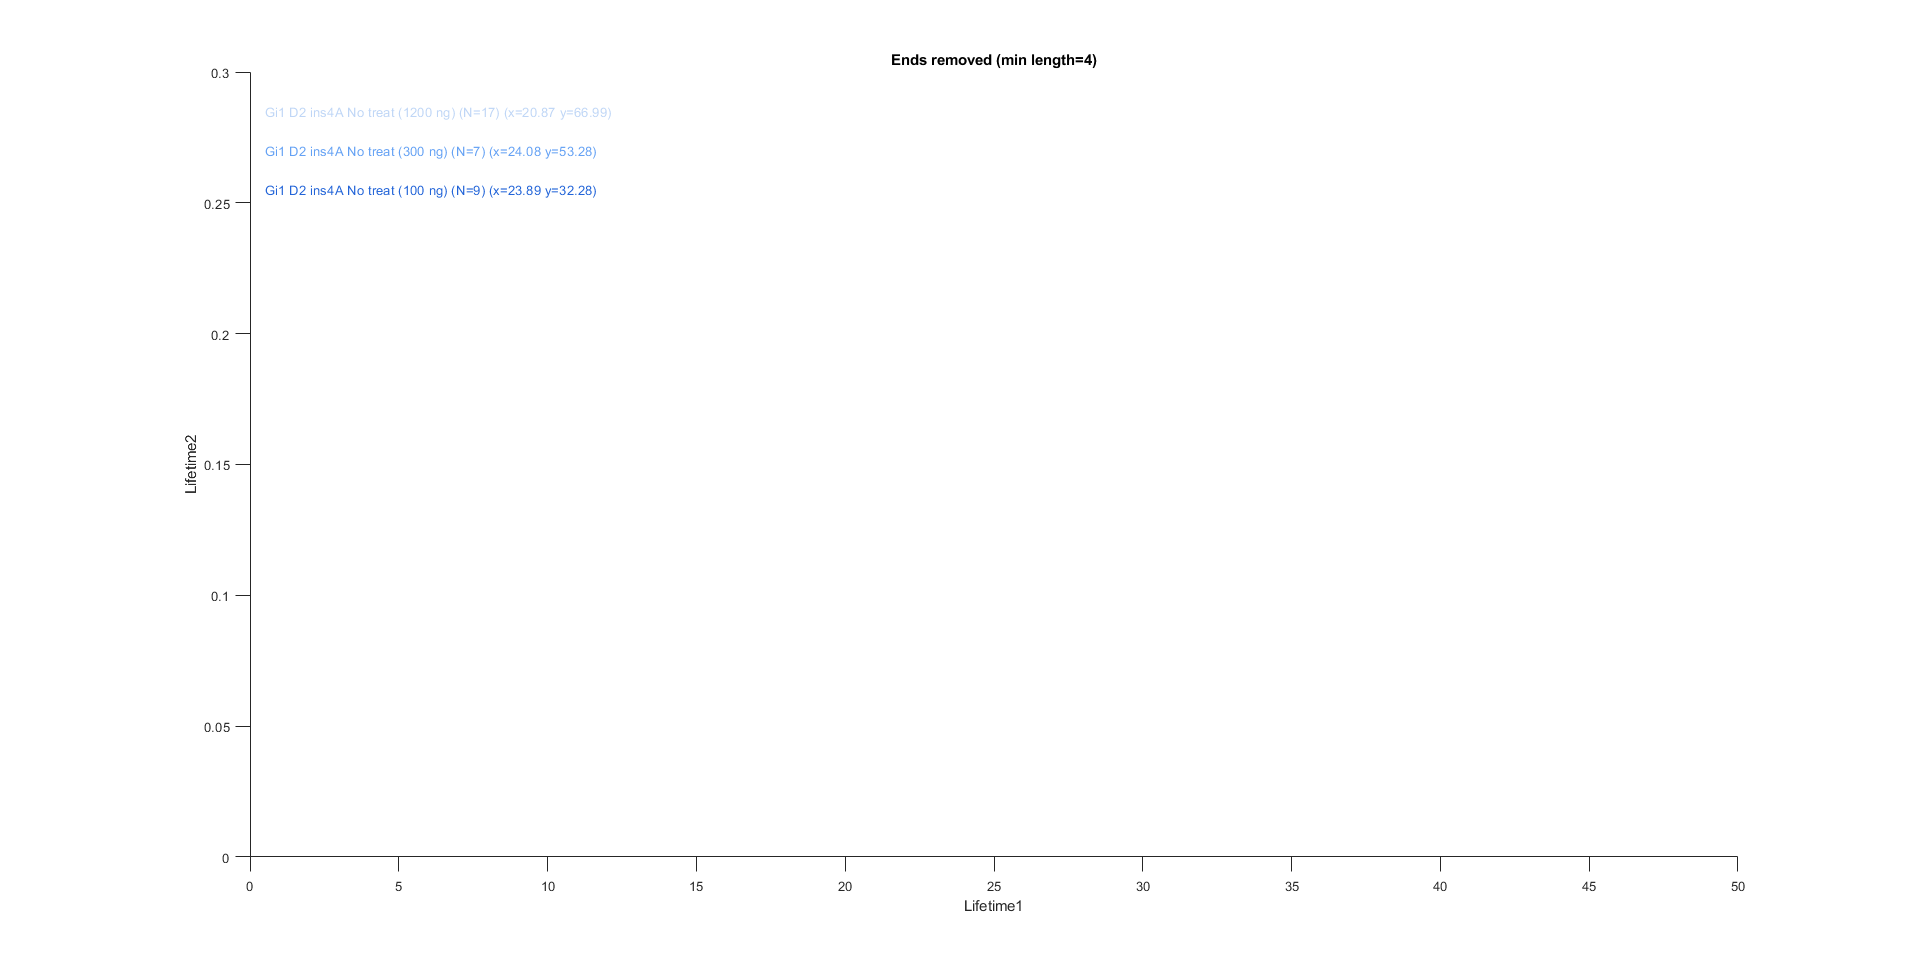 Ends removed (min length=4)
0.3
Gi1 D2 ins4A No treat (1200 ng) (N=17) (x=20.87 y=66.99)
Gi1 D2 ins4A No treat (300 ng) (N=7) (x=24.08 y=53.28)
Gi1 D2 ins4A No treat (100 ng) (N=9) (x=23.89 y=32.28)
0.25
0.2
Lifetime2
0.15
0.1
0.05
0
0 5 10 15 20 25 30 35 40 45 50
Lifetime1